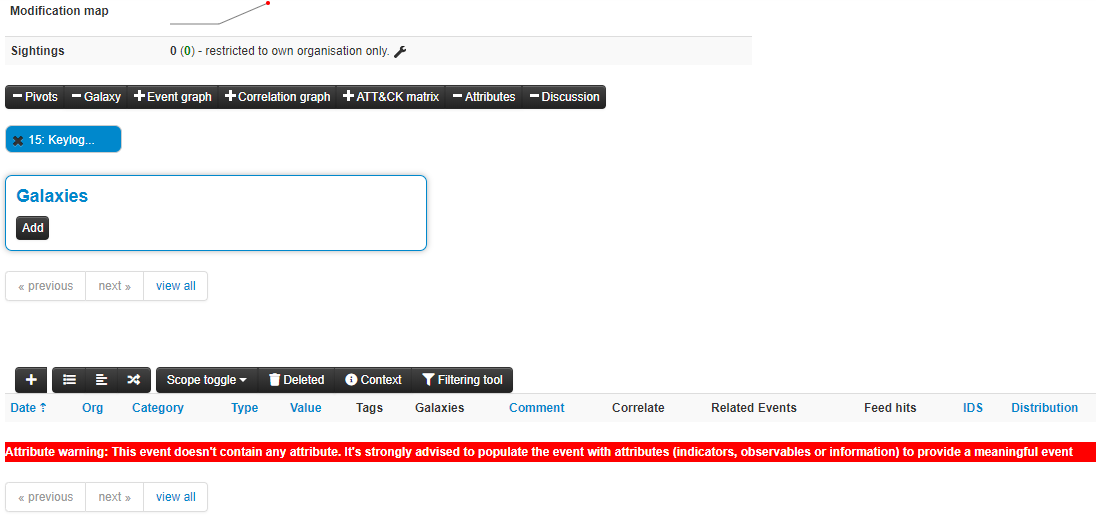 Modification map
Sightings 0 (0) - restricted to own organisation only.
Pivots Galaxy Event graph Correlation graph ATT&CK matrix Attributes Discussion
15: Keylog...
Galaxies
Add
« previous next » view all
Scope toggle Deleted Context Filtering tool
Date Org Category Type Value Tags Galaxies Comment Correlate Related Events Feed hits IDS Distribution
Attribute warning: This event doesn't contain any attribute. It's strongly advised to populate the event with attributes (indicators, observables or information) to provide a meaningful event
« previous next » view all